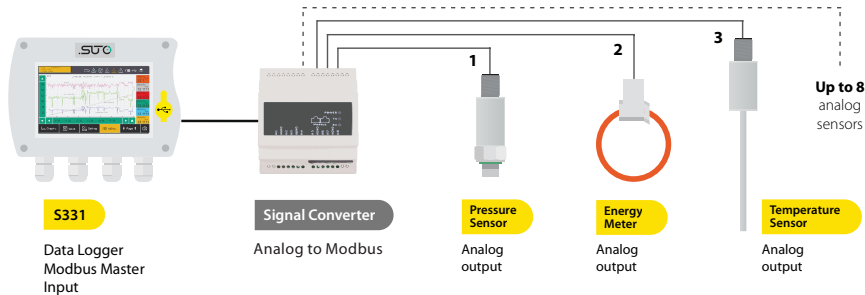 .SUTO
1
2
3
Up to 8
analog
sensors
S331
Data Logger
Modbus Master
Input
Signal Converter
Analog to Modbus
Pressure
Sensor
Analog
output
Energy
Meter
Analog
output
Temperature
Sensor
Analog
output